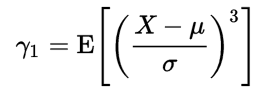 γ₁ = E[((X − μ)/σ)³]